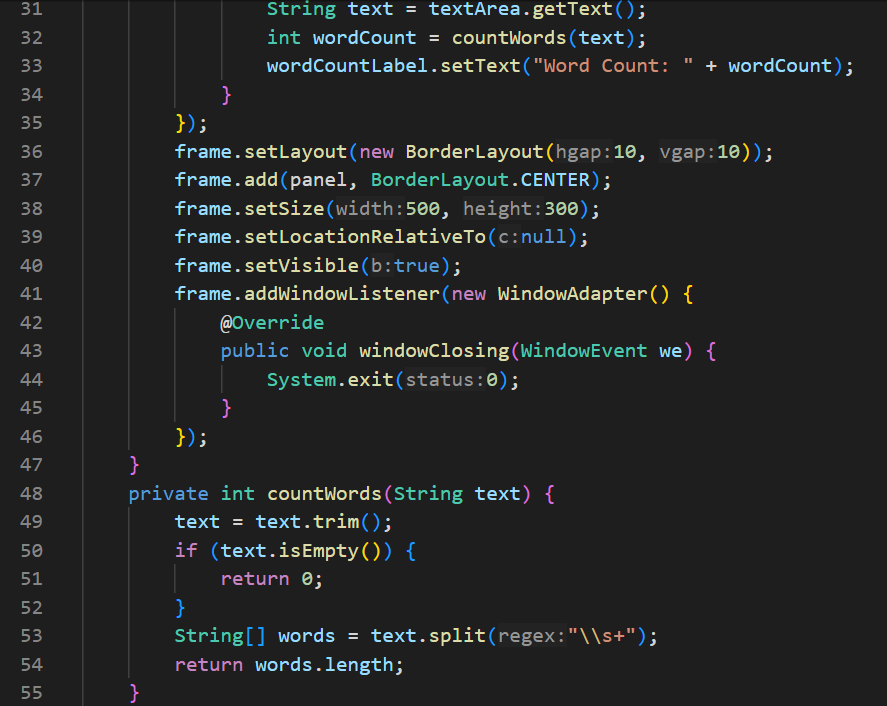 31 String text = textArea.getText();
32 int wordCount = countWords(text);
33 wordCountLabel.setText("Word Count: " + wordCount);
34 }
35 });
36 frame.setLayout(new BorderLayout(hgap:10, vgap:10));
37 frame.add(panel, BorderLayout.CENTER);
38 frame.setSize(width:500, height:300);
39 frame.setLocationRelativeTo(c:null);
40 frame.setVisible(b:true);
41 frame.addWindowListener(new WindowAdapter() {
42 @Override
43 public void windowClosing(WindowEvent we) {
44 System.exit(status:0);
45 }
46 });
47 }
48 private int countWords(String text) {
49 text = text.trim();
50 if (text.isEmpty()) {
51 return 0;
52 }
53 String[] words = text.split(regex:"\\s+");
54 return words.length;
55 }